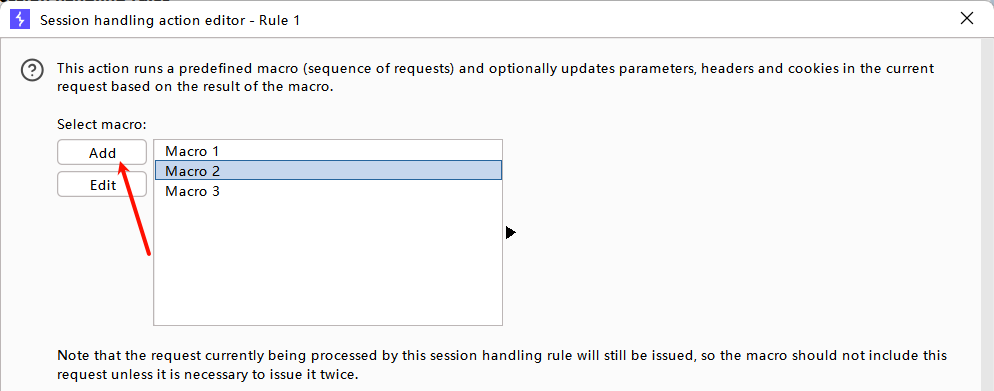 Session handling action editor - Rule 1
This action runs a predefined macro (sequence of requests) and optionally updates parameters, headers and cookies in the current
request based on the result of the macro.
Select macro:
Add
Edit
Macro 1
Macro 2
Macro 3
Note that the request currently being processed by this session handling rule will still be issued, so the macro should not include this
request unless it is necessary to issue it twice.